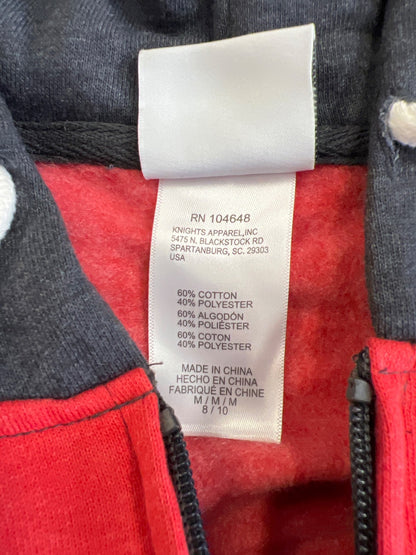 RN 104648
KNIGHTS APPAREL,INC
5475 N. BLACKSTOCK RD
SPARTANBURG, SC. 29303
USA
60% COTTON
40% POLYESTER
60% ALGODÓN
40% POLIÉSTER
60% COTON
40% POLYESTER
MADE IN CHINA
HECHO EN CHINA
FABRIQUÉ EN CHINE
M / M / M
8 / 10